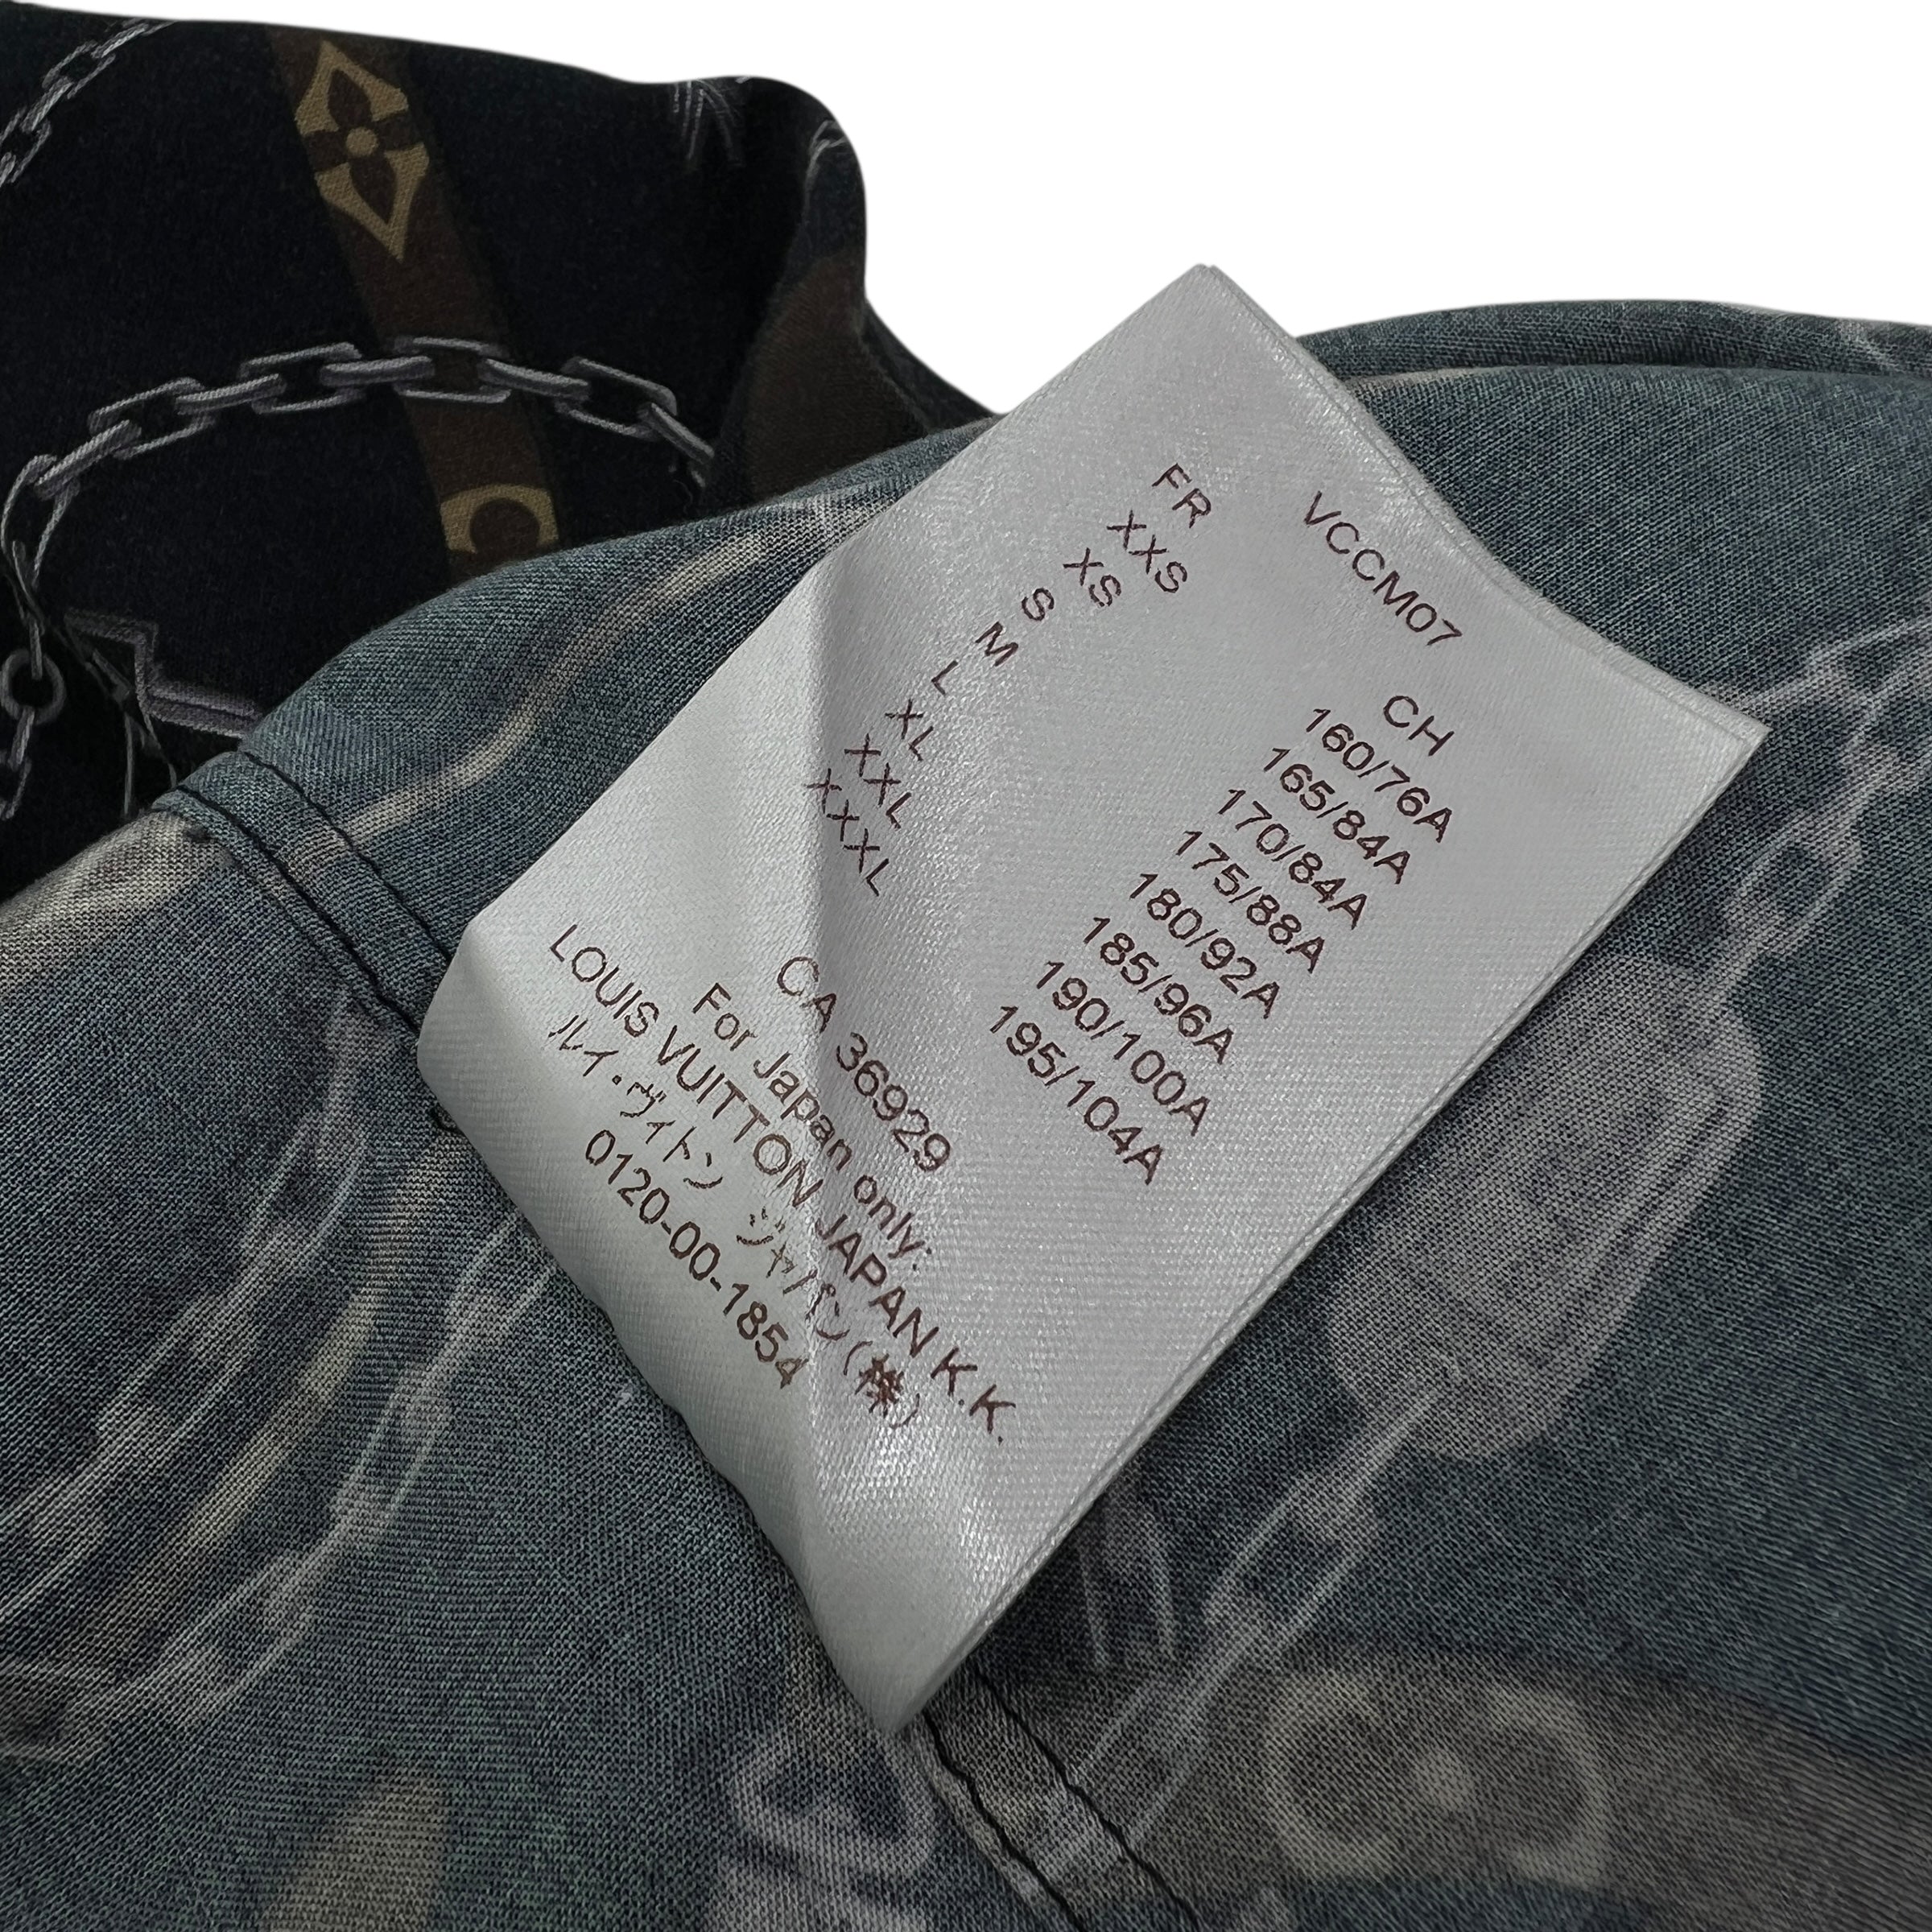 VCCM07
FR CH
XXS 160/76A
XS 165/84A
S 170/84A
M 175/88A
L 180/92A
XL 185/96A
XXL 190/100A
XXXL 195/104A
CA 36929
For Japan only:
LOUIS VUITTON JAPAN K.K.
ルイ・ヴィトン ジャパン(株)
0120-00-1854